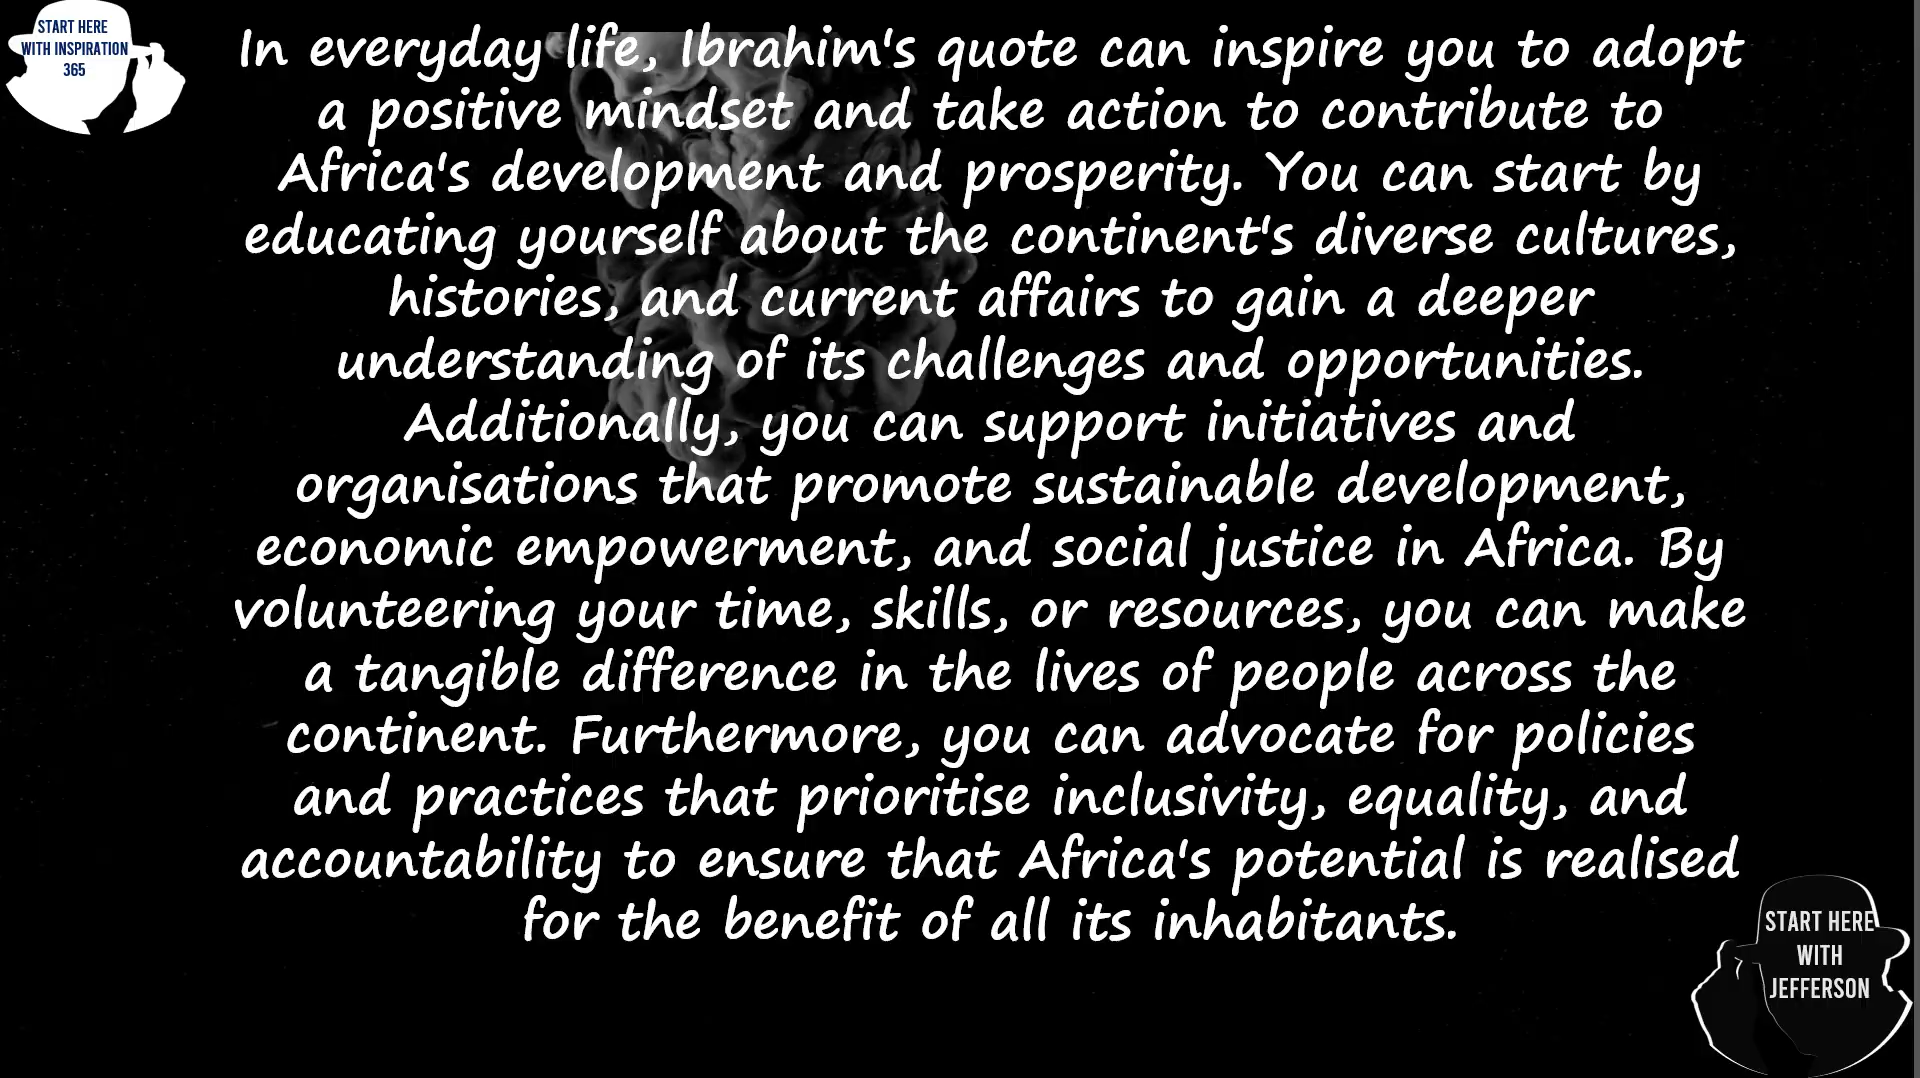 START HERE
WITH INSPIRATION
365
In everyday life, Ibrahim's quote can inspire you to adopt
a positive mindset and take action to contribute to
Africa's development and prosperity. You can start by
educating yourself about the continent's diverse cultures,
histories, and current affairs to gain a deeper
understanding of its challenges and opportunities.
Additionally, you can support initiatives and
organisations that promote sustainable development,
economic empowerment, and social justice in Africa. By
volunteering your time, skills, or resources, you can make
a tangible difference in the lives of people across the
continent. Furthermore, you can advocate for policies
and practices that prioritise inclusivity, equality, and
accountability to ensure that Africa's potential is realised
for the benefit of all its inhabitants.
START HERE
WITH
JEFFERSON